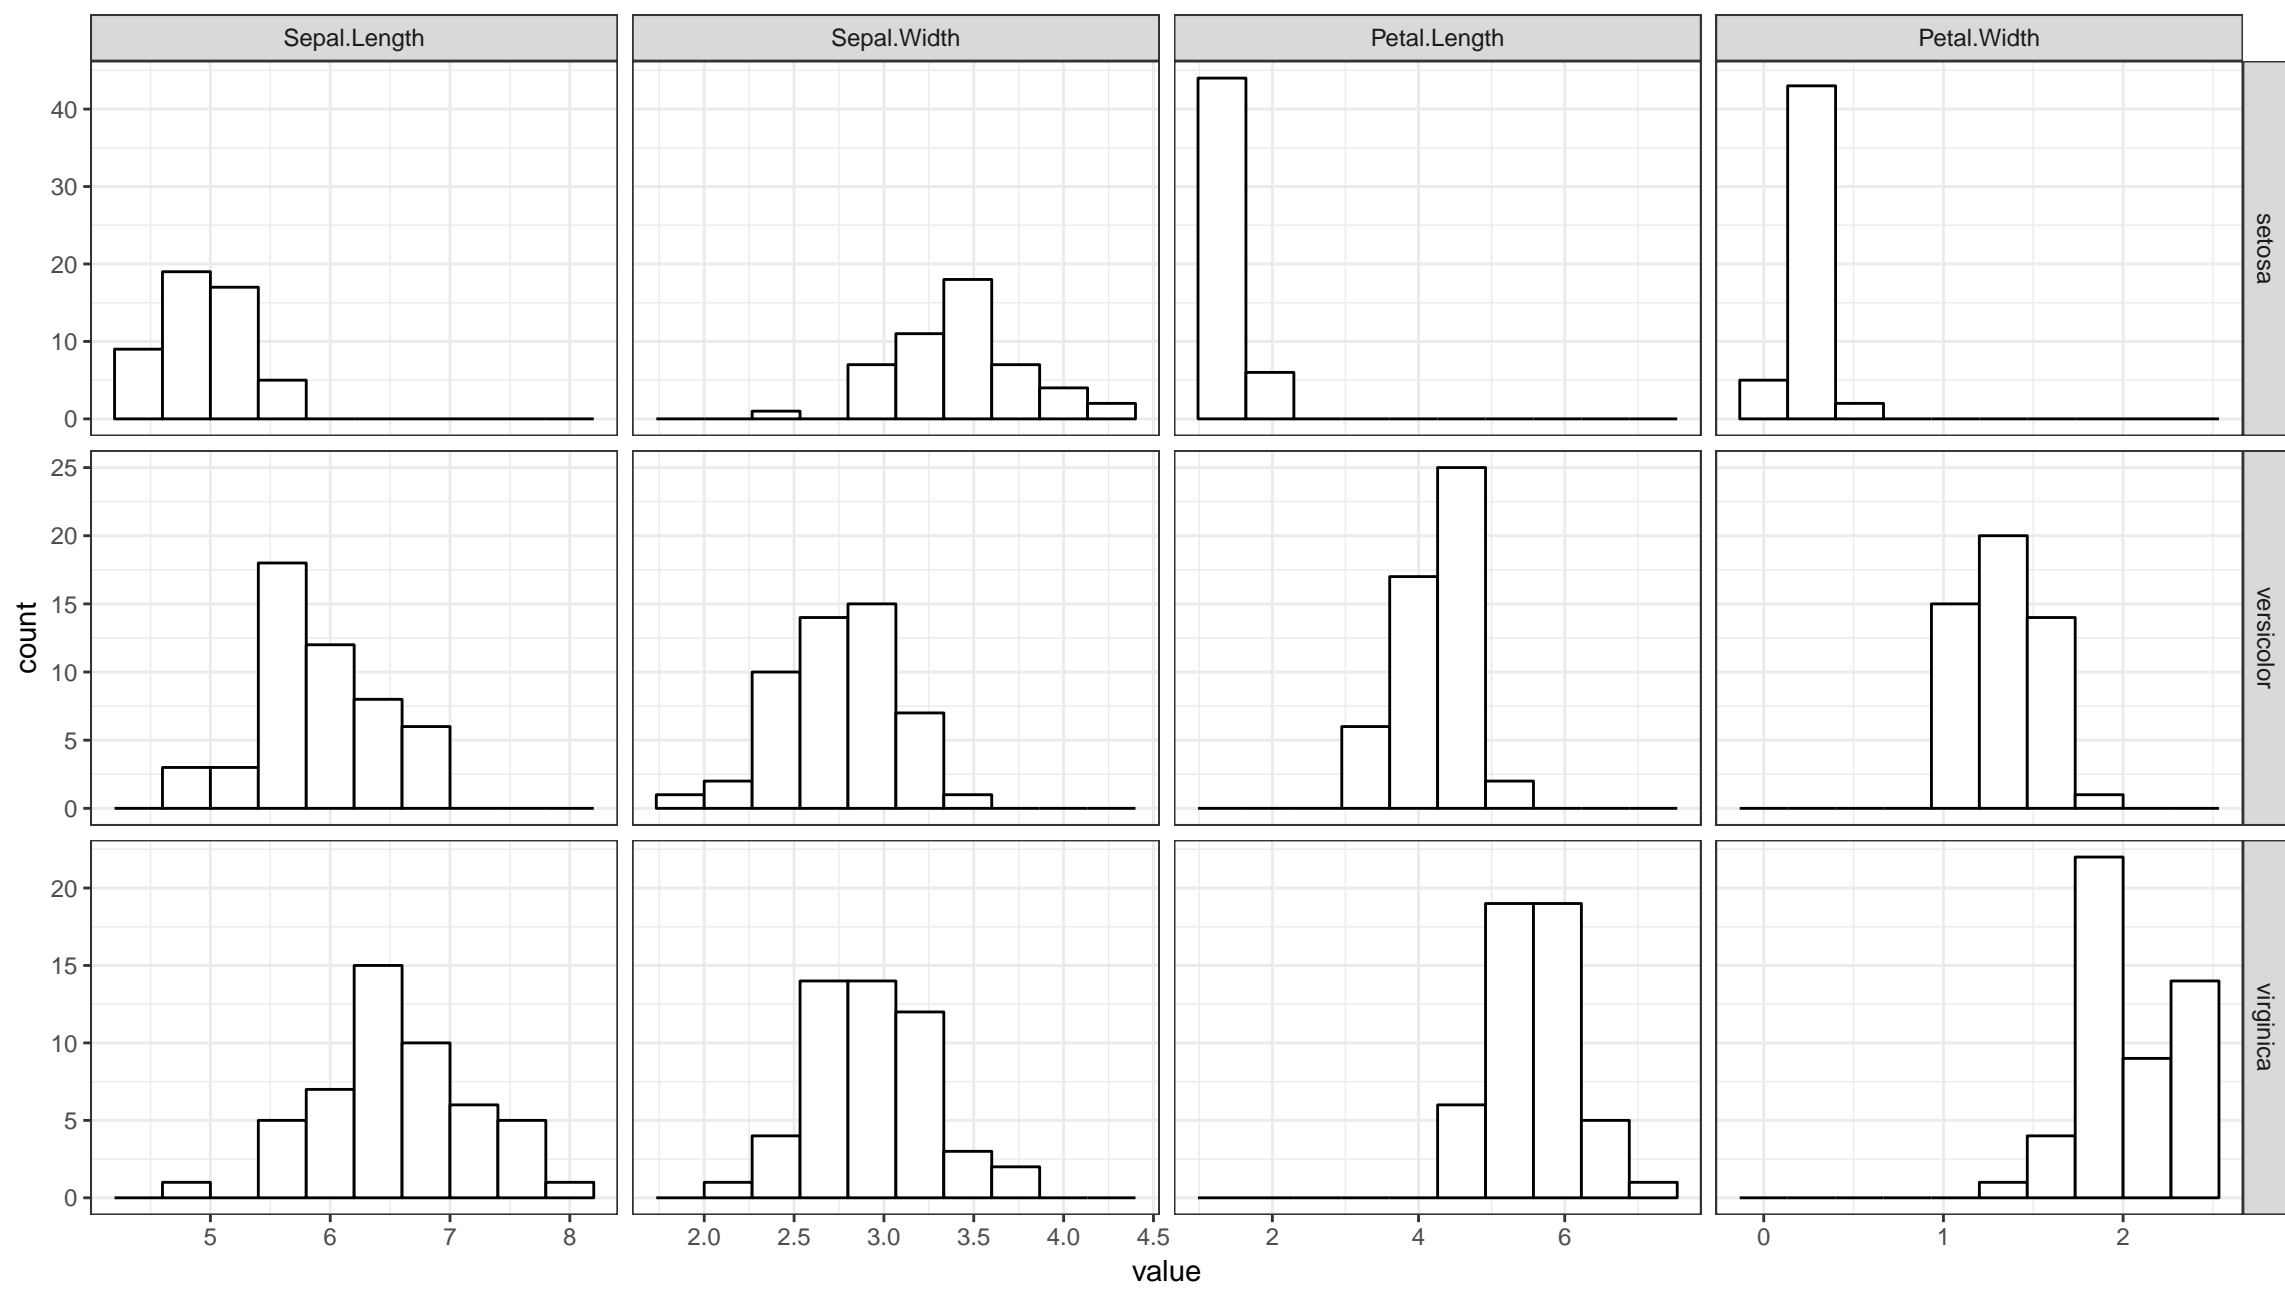 Sepal.Length Sepal.Width Petal.Length Petal.Width
40
30
20
10
0
setosa
25
20
15
10
5
0
versicolor
20
15
10
5
0
virginica
count
5 6 7 8 2.0 2.5 3.0 3.5 4.0 4.5 2 4 6 0 1 2
value